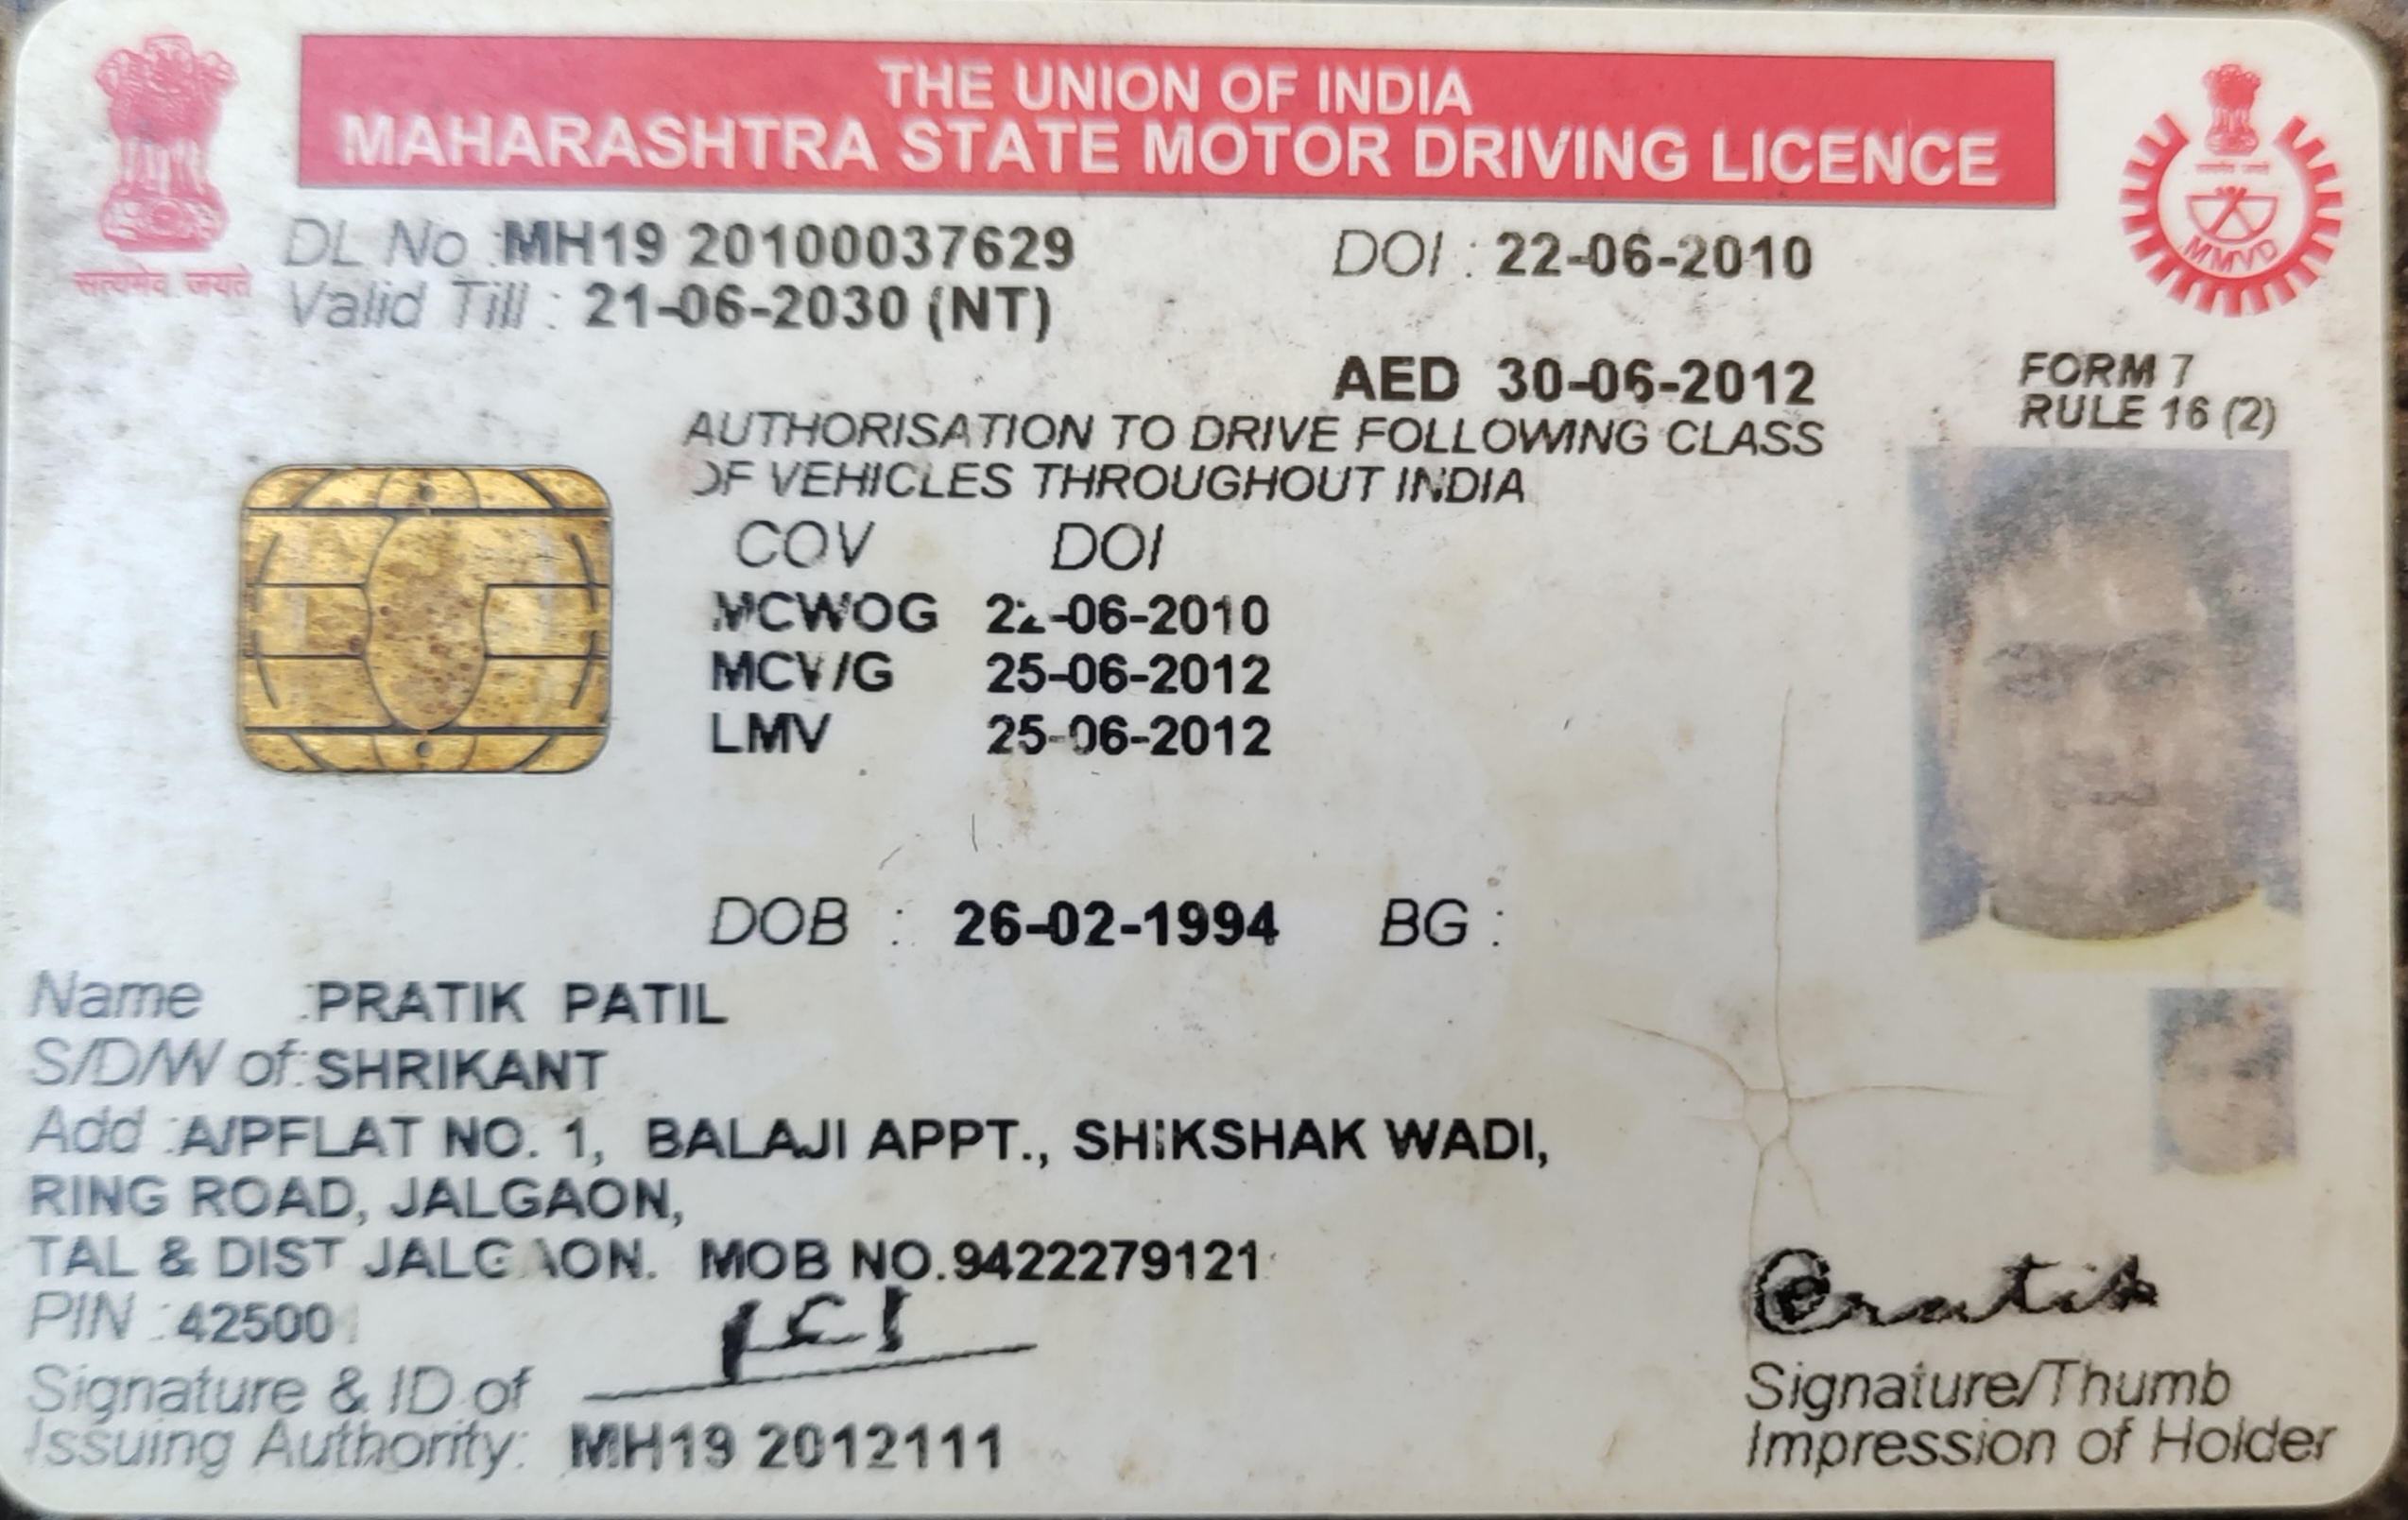 THE UNION OF INDIA
MAHARASHTRA STATE MOTOR DRIVING LICENCE
सत्यमेव जयते
MMVD
DL No : MH19 20100037629 DOI : 22-06-2010
Valid Till : 21-06-2030 (NT)
AED 30-06-2012
FORM 7
RULE 16 (2)
AUTHORISATION TO DRIVE FOLLOWING CLASS
OF VEHICLES THROUGHOUT INDIA
COV DOI
MCWOG 22-06-2010
MCW/G 25-06-2012
LMV 25-06-2012
DOB : 26-02-1994 BG :
Name : PRATIK PATIL
S/D/W of : SHRIKANT
Add : A/PFLAT NO. 1, BALAJI APPT., SHIKSHAK WADI,
RING ROAD, JALGAON,
TAL & DIST JALGAON. MOB NO.9422279121
PIN : 425001
Pratik
Signature & ID of
Issuing Authority: MH19 2012111
Signature/Thumb
Impression of Holder